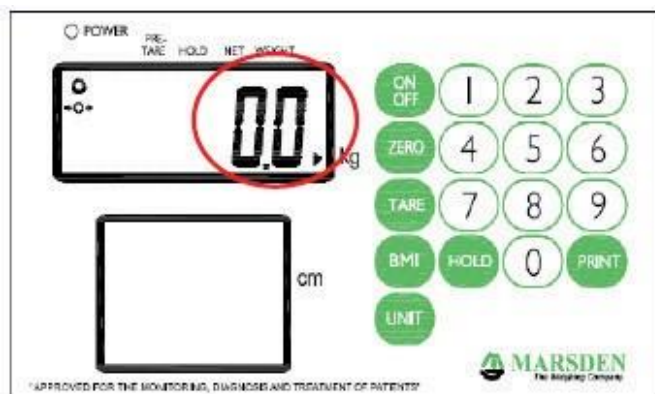 POWER
PRE-
TARE HOLD NET WEIGHT
0
→0←
0.0
kg
cm
ON
OFF
1 2 3
ZERO 4 5 6
TARE 7 8 9
BMI HOLD 0 PRINT
UNIT
MARSDEN
The Weighing Company
"APPROVED FOR THE MONITORING, DIAGNOSIS AND TREATMENT OF PATIENTS"